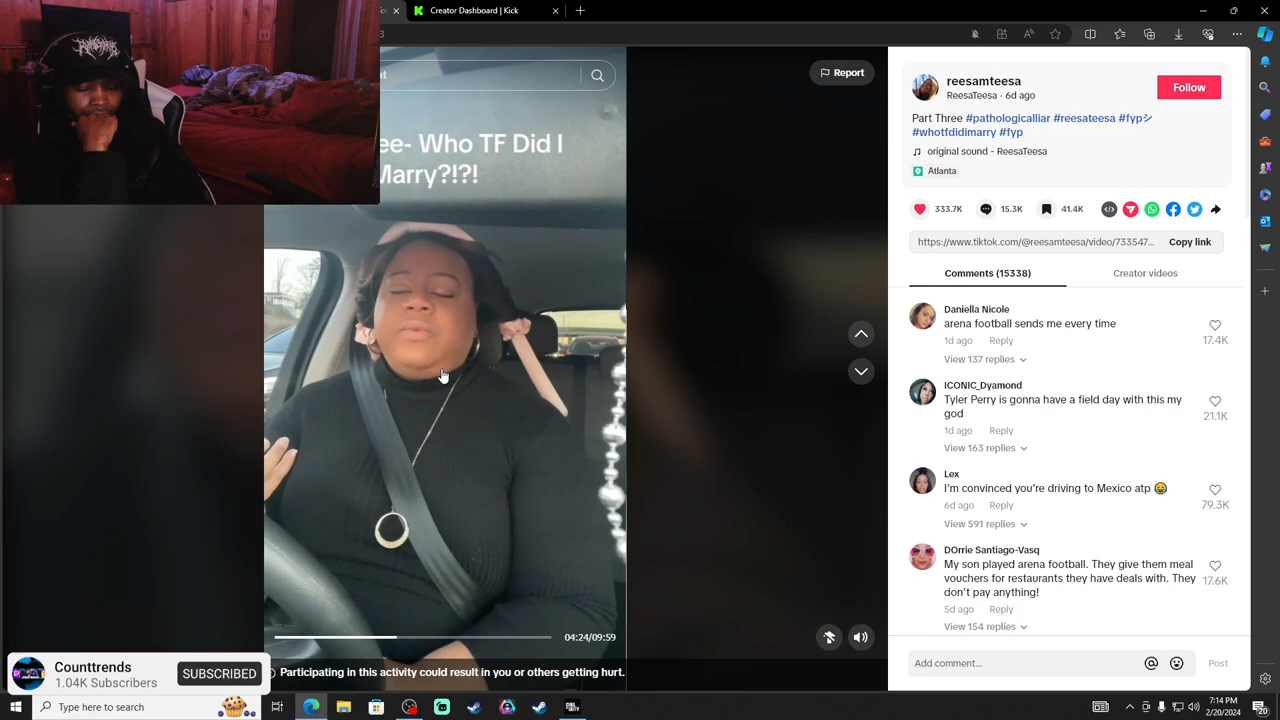 Creator Dashboard | Kick
Report
ee- Who TF Did I
Marry?!?!
04:24/09:59
Participating in this activity could result in you or others getting hurt.
Counttrends
1.04K Subscribers
SUBSCRIBED
reesamteesa
ReesaTeesa · 6d ago
Follow
Part Three #pathologicalliar #reesateesa #fypシ
#whotfdidimarry #fyp
original sound - ReesaTeesa
Atlanta
333.7K
15.3K
41.4K
https://www.tiktok.com/@reesamteesa/video/733547...
Copy link
Comments (15338)
Creator videos
Daniella Nicole
arena football sends me every time
17.4K
1d ago Reply
View 137 replies
ICONIC_Dyamond
Tyler Perry is gonna have a field day with this my
god
21.1K
1d ago Reply
View 163 replies
Lex
I'm convinced you're driving to Mexico atp 😂
79.3K
6d ago Reply
View 591 replies
DOrrie Santiago-Vasq
My son played arena football. They give them meal
vouchers for restaurants they have deals with. They
don't pay anything!
17.6K
5d ago Reply
View 154 replies
Add comment...
Post
Type here to search
7:14 PM
2/20/2024